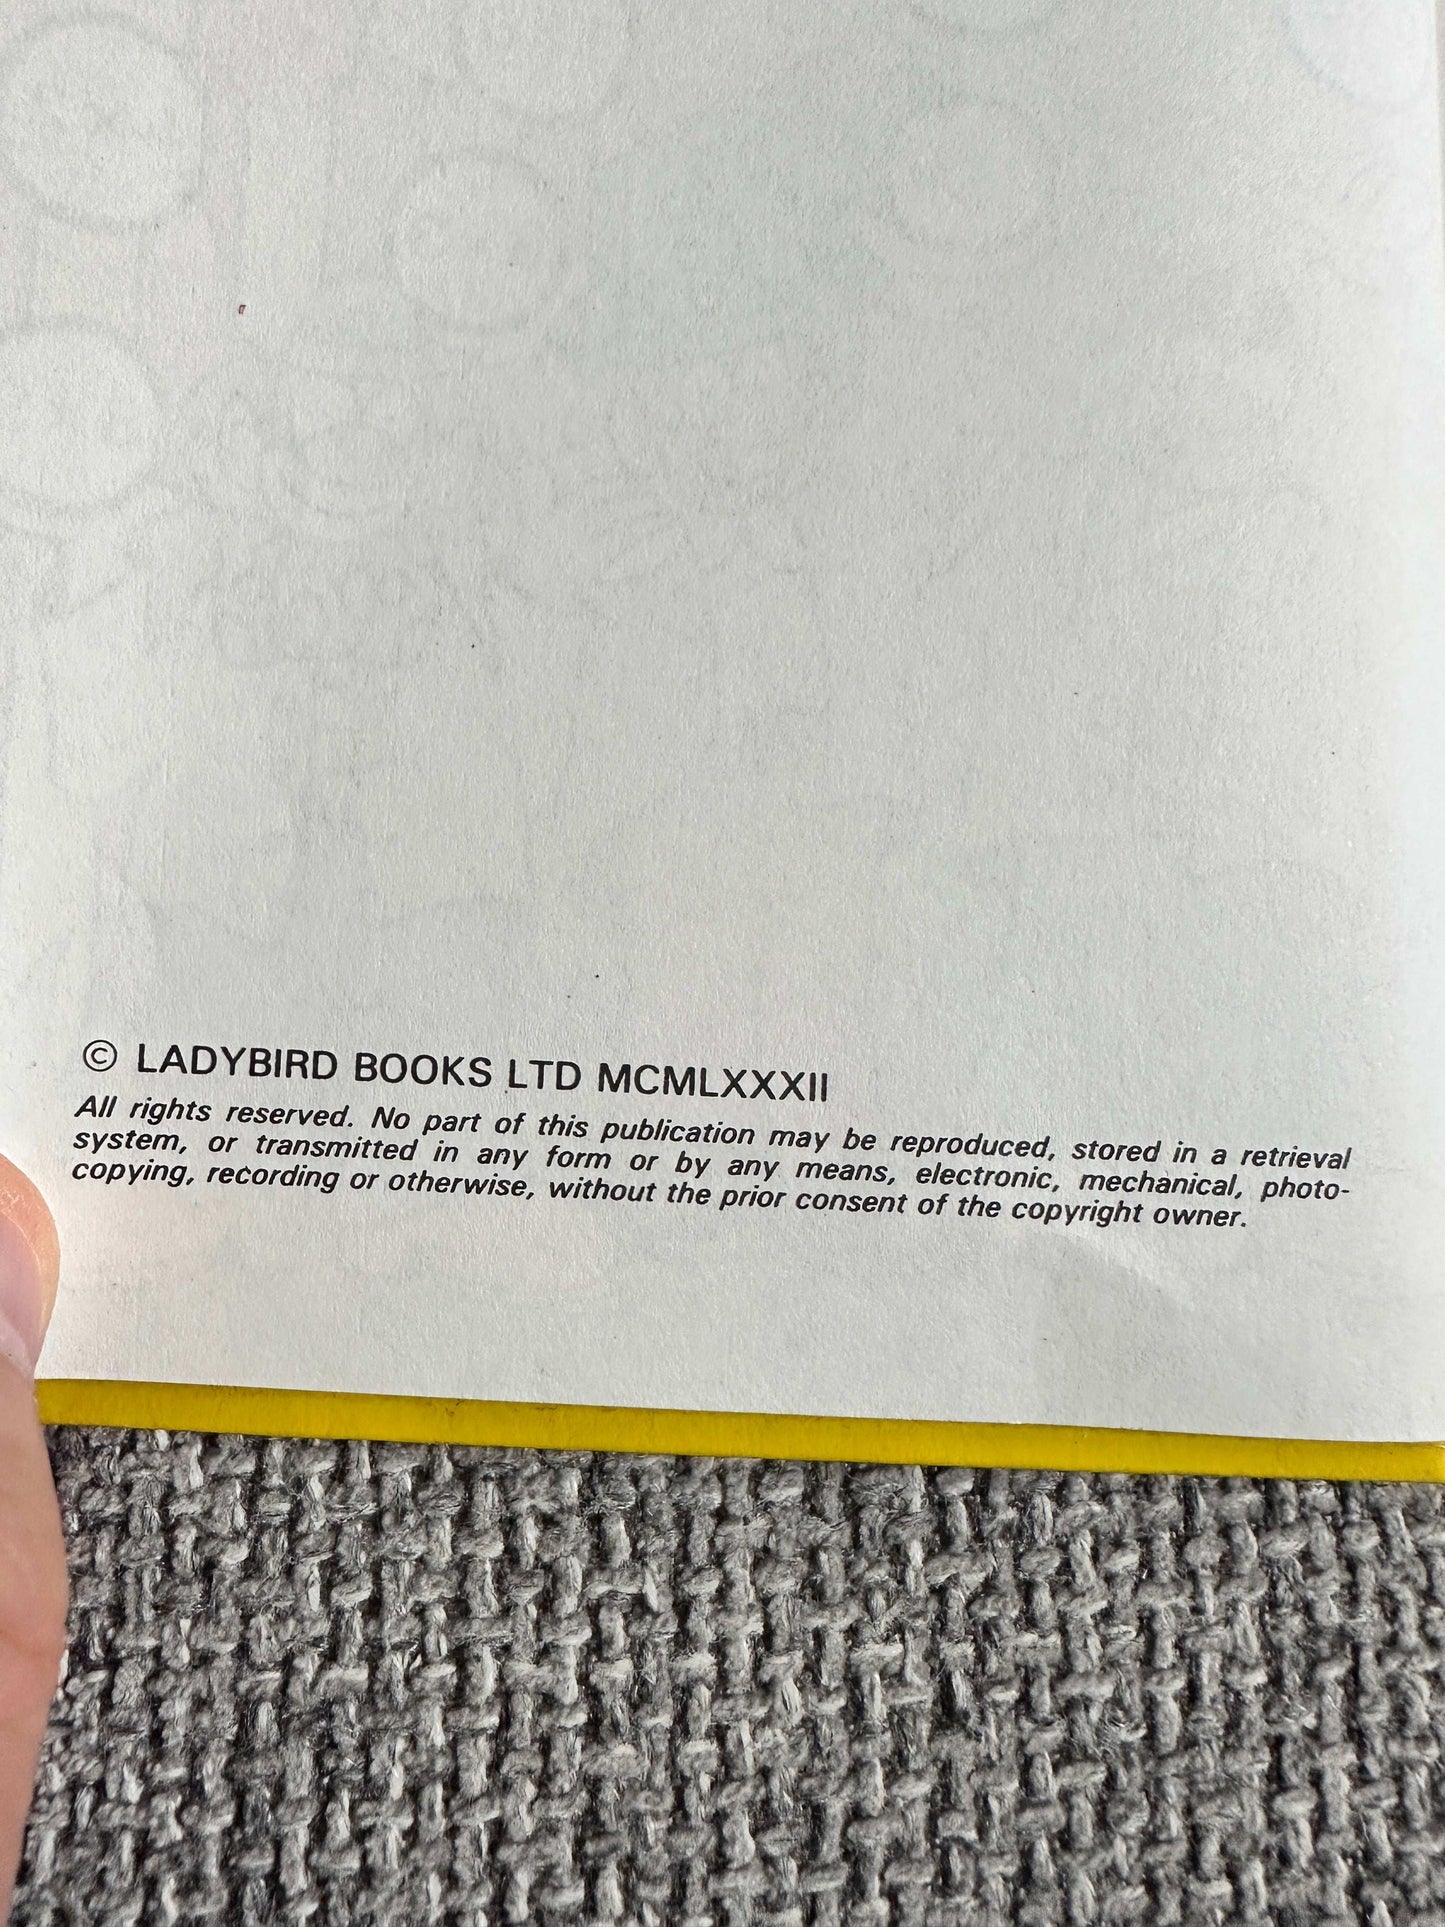 © LADYBIRD BOOKS LTD MCMLXXXII
All rights reserved. No part of this publication may be reproduced, stored in a retrieval
system, or transmitted in any form or by any means, electronic, mechanical, photo-
copying, recording or otherwise, without the prior consent of the copyright owner.